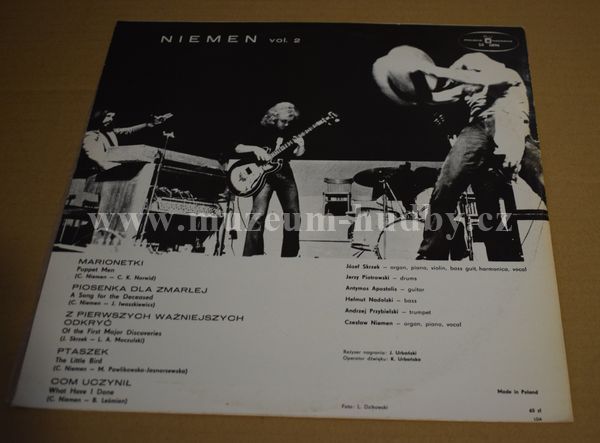 NIEMEN vol. 2
www.muzeum-hudby.cz
MARIONETKI
Puppet Men
(C. Niemen – C. K. Norwid)
PIOSENKA DLA ZMARŁEJ
A Song for the Deceased
(C. Niemen – J. Iwaszkiewicz)
Z PIERWSZYCH WAŻNIEJSZYCH
ODKRYĆ
Of the First Major Discoveries
(J. Skrzek – L. A. Moczulski)
PTASZEK
The Little Bird
(C. Niemen – M. Pawlikowska-Jasnorzewska)
COM UCZYNIŁ
What Have I Done
(C. Niemen – B. Leśmian)
Józef Skrzek – organ, piano, violin, bass guit, harmonica, vocal
Jerzy Piotrowski – drums
Antymos Apostolis – guitar
Helmut Nadolski – bass
Andrzej Przybielski – trumpet
Czesław Niemen – organ, piano, vocal
Reżyser nagrania: J. Urbański
Operator dźwięku: K. Urbańska
Made in Poland
Foto: L. Dzikowski
65 zł